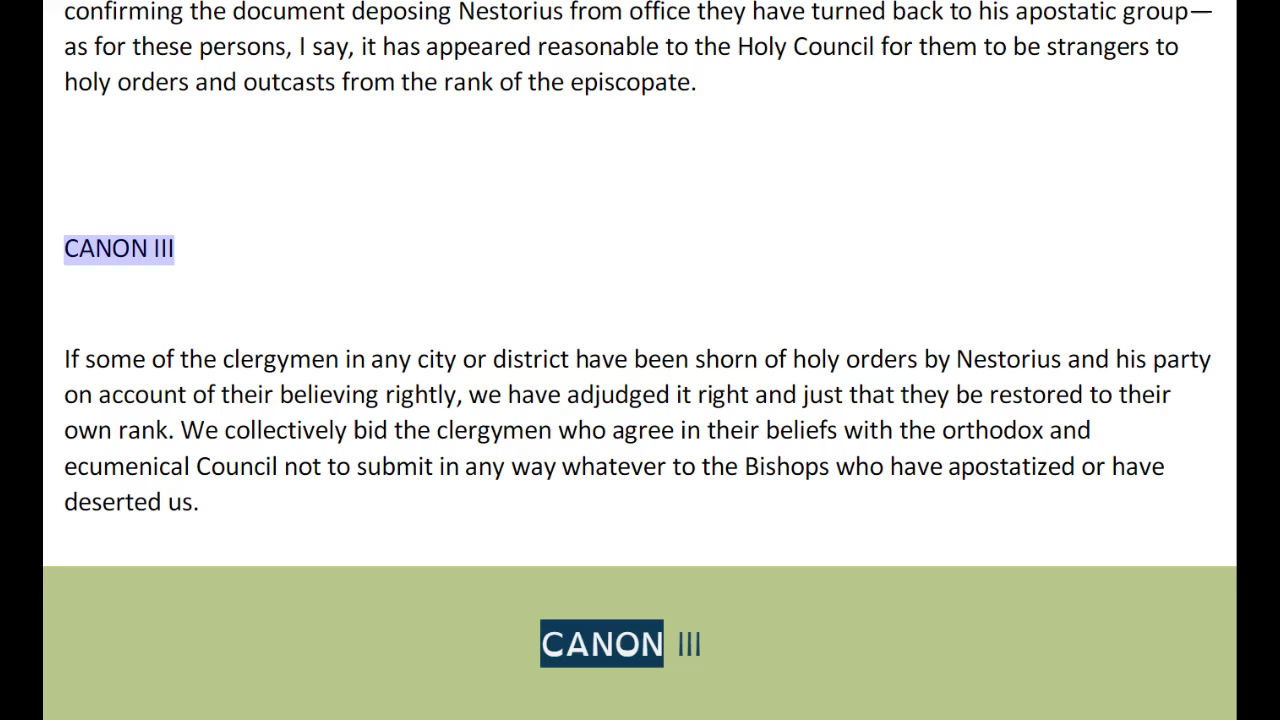 confirming the document deposing Nestorius from office they have turned back to his apostatic group—
as for these persons, I say, it has appeared reasonable to the Holy Council for them to be strangers to
holy orders and outcasts from the rank of the episcopate.
CANON III
If some of the clergymen in any city or district have been shorn of holy orders by Nestorius and his party
on account of their believing rightly, we have adjudged it right and just that they be restored to their
own rank. We collectively bid the clergymen who agree in their beliefs with the orthodox and
ecumenical Council not to submit in any way whatever to the Bishops who have apostatized or have
deserted us.
CANON III